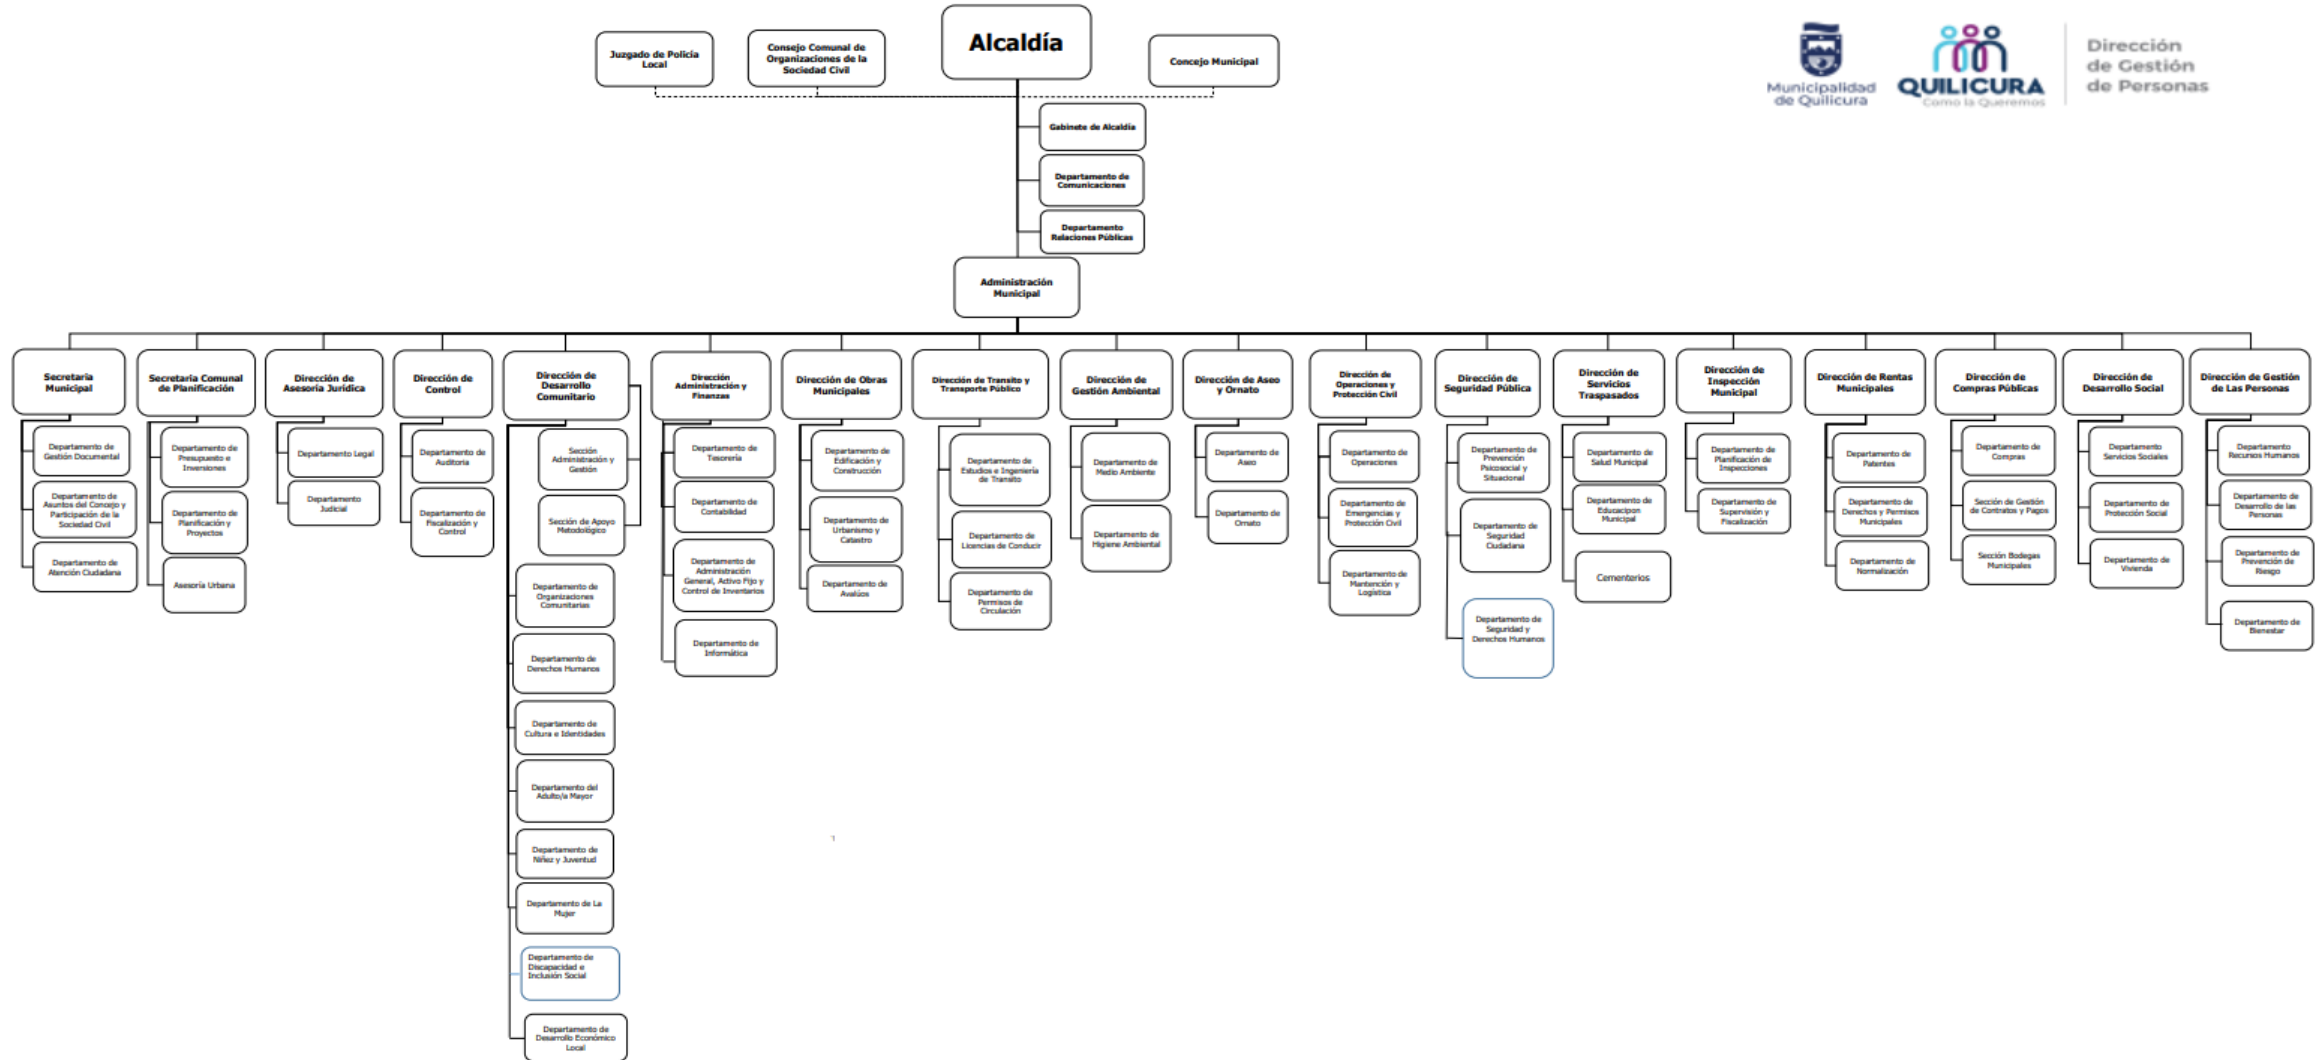 Alcaldía
Juzgado de Policía
Local
Consejo Comunal de
Organizaciones de la
Sociedad Civil
Concejo Municipal
Municipalidad
de Quilicura
QUILICURA
Como la Queremos
Dirección
de Gestión
de Personas
Gabinete de Alcaldía
Departamento de
Comunicaciones
Departamento
Relaciones Públicas
Administración
Municipal
Secretaria
Municipal
Departamento de
Gestión Documental
Departamento de
Asuntos del Concejo y
Participación de la
Sociedad Civil
Departamento de
Atención Ciudadana
Secretaria Comunal
de Planificación
Departamento de
Presupuesto e
Inversiones
Departamento de
Planificación y
Proyectos
Asesoría Urbana
Dirección de
Asesoría Jurídica
Departamento Legal
Departamento
Judicial
Dirección de
Control
Departamento de
Auditoria
Departamento de
Fiscalización y
Control
Dirección de
Desarrollo
Comunitario
Sección
Administración y
Gestión
Sección de Apoyo
Metodológico
Departamento de
Organizaciones
Comunitarias
Departamento de
Derechos Humanos
Departamento de
Cultura e Identidades
Departamento del
Adulto/a Mayor
Departamento de
Niñez y Juventud
Departamento de La
Mujer
Departamento de
Discapacidad e
Inclusión Social
Departamento de
Desarrollo Económico
Local
Dirección
Administración y
Finanzas
Departamento de
Tesorería
Departamento de
Contabilidad
Departamento de
Administración
General, Activo Fijo y
Control de Inventarios
Departamento de
Informática
Dirección de Obras
Municipales
Departamento de
Edificación y
Construcción
Departamento de
Urbanismo y
Catastro
Departamento de
Avalúos
Dirección de Transito y
Transporte Público
Departamento de
Estudios e Ingeniería
de Transito
Departamento de
Licencias de Conducir
Departamento de
Permisos de
Circulación
Dirección de
Gestión Ambiental
Departamento de
Medio Ambiente
Departamento de
Higiene Ambiental
Dirección de Aseo
y Ornato
Departamento de
Aseo
Departamento de
Ornato
Dirección de
Operaciones y
Protección Civil
Departamento de
Operaciones
Departamento de
Emergencias y
Protección Civil
Departamento de
Mantención y
Logística
Dirección de
Seguridad Pública
Departamento de
Prevención
Psicosocial y
Situacional
Departamento de
Seguridad
Ciudadana
Departamento de
Seguridad y
Derechos Humanos
Dirección de
Servicios
Traspasados
Departamento de
Salud Municipal
Departamento de
Educacipon
Municipal
Cementerios
Dirección de
Inspección
Municipal
Departamento de
Planificación de
Inspecciones
Departamento de
Supervisión y
Fiscalización
Dirección de Rentas
Municipales
Departamento de
Patentes
Departamento de
Derechos y Permisos
Municipales
Departamento de
Normalización
Dirección de
Compras Públicas
Departamento de
Compras
Sección de Gestión
de Contratos y Pagos
Sección Bodegas
Municipales
Dirección de
Desarrollo Social
Departamento
Servicios Sociales
Departamento de
Protección Social
Departamento de
Vivienda
Dirección de Gestión
de Las Personas
Departamento
Recursos Humanos
Departamento de
Desarrollo de las
Personas
Departamento de
Prevención de
Riesgo
Departamento de
Bienestar